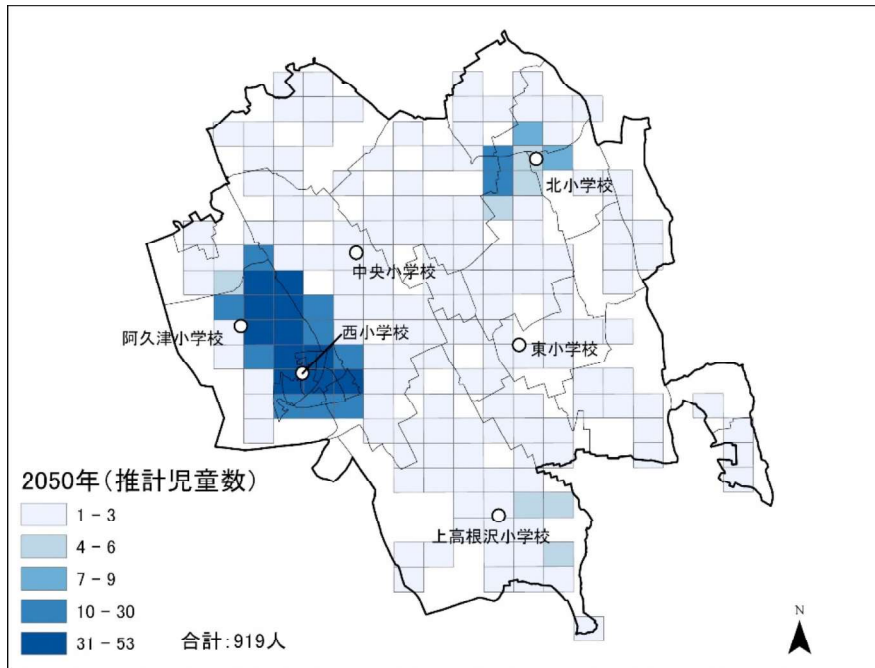 北小学校
中央小学校
阿久津小学校
西小学校
東小学校
上高根沢小学校
2050年(推計児童数)
1 - 3
4 - 6
7 - 9
10 - 30
31 - 53
合計:919人
N